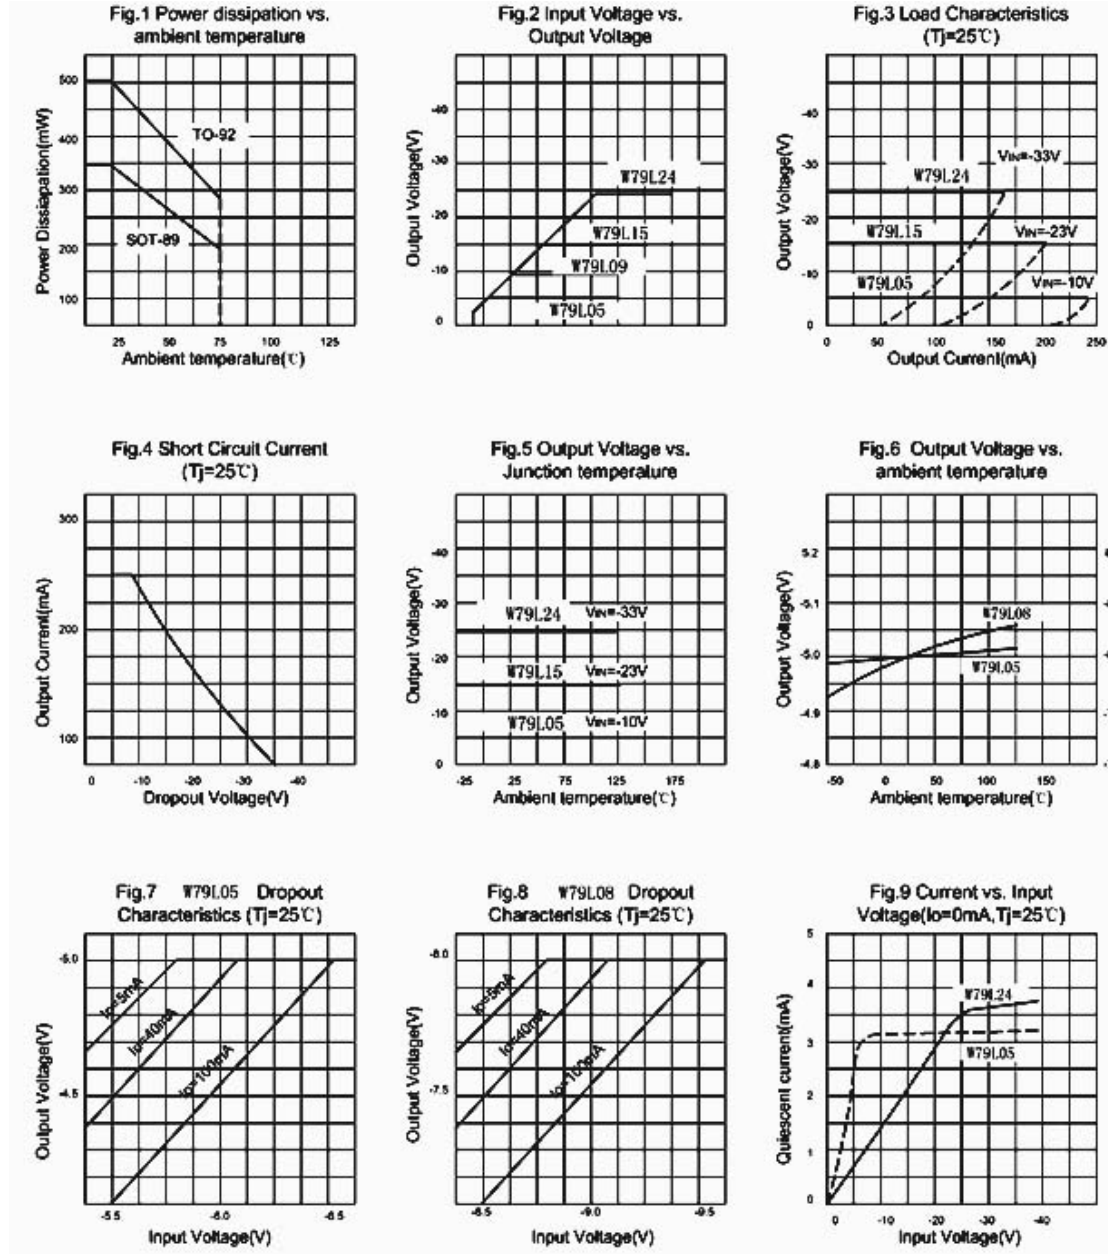 Fig.1 Power dissipation vs.
ambient temperature
Power Dissiapation(mW)
500
400
300
200
100
TO-92
SOT-89
25 50 75 100 125
Ambient temperature(℃)
Fig.2 Input Voltage vs.
Output Voltage
Output Voltage(V)
-40
-30
-20
-10
0
W79L24
W79L15
W79L09
W79L05
Fig.3 Load Characteristics
(Tj=25℃)
Output Voltage(V)
-40
-30
-20
-10
0
VIN=-33V
W79L24
W79L15 VIN=-23V
W79L05 VIN=-10V
0 50 100 150 200 250
Output Current(mA)
Fig.4 Short Circuit Current
(Tj=25℃)
Output Current(mA)
300
200
100
0 -10 -20 -30 -40
Dropout Voltage(V)
Fig.5 Output Voltage vs.
Junction temperature
Output Voltage(V)
-40
-30
-20
-10
0
W79L24 VIN=-33V
W79L15 VIN=-23V
W79L05 VIN=-10V
-25 25 75 125 175
Ambient temperature(℃)
Fig.6 Output Voltage vs.
ambient temperature
Output Voltage(V)
5.2
-5.1
-5.0
-4.9
-4.8
W79L08
W79L05
-50 0 50 100 150
Ambient temperature(℃)
Fig.7 W79L05 Dropout
Characteristics (Tj=25℃)
Output Voltage(V)
-5.0
-4.5
Io=5mA
Io=40mA
Io=100mA
-5.5 -6.0 -6.5
Input Voltage(V)
Fig.8 W79L08 Dropout
Characteristics (Tj=25℃)
Output Voltage(V)
-8.0
-7.5
Io=5mA
Io=40mA
Io=100mA
-8.5 -9.0 -9.5
Input Voltage(V)
Fig.9 Current vs. Input
Voltage(Io=0mA,Tj=25℃)
Quiescent current(mA)
5
4
3
2
1
0
W79L24
W79L05
0 -10 -20 -30 -40
Input Voltage(V)